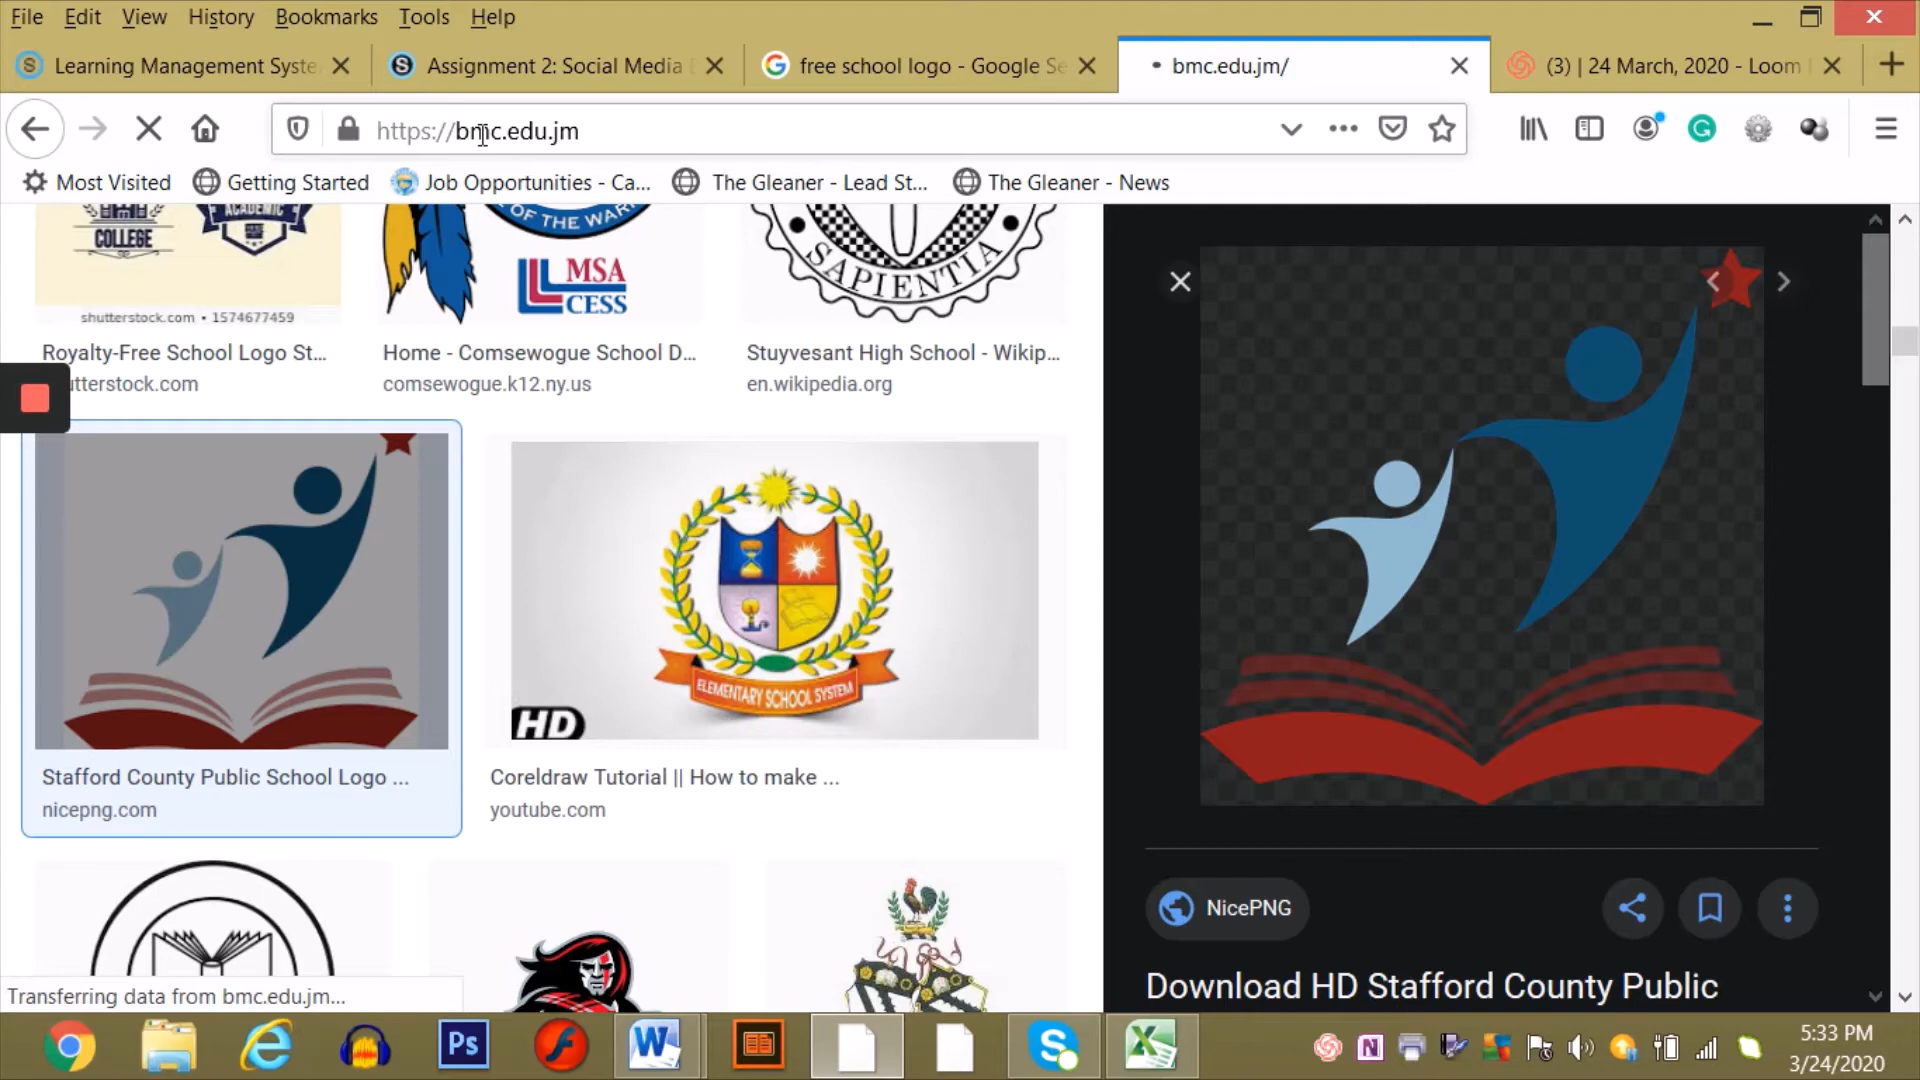 File Edit View History Bookmarks Tools Help
Learning Management Syste
Assignment 2: Social Media
free school logo - Google Se
bmc.edu.jm/
(3) | 24 March, 2020 - Loom
https://bmc.edu.jm
Most Visited Getting Started Job Opportunities - Ca... The Gleaner - Lead St... The Gleaner - News
COLLEGE
ACADEMIC
E OF THE WAR
MSA
CESS
SAPIENTIA
shutterstock.com • 1574677459
Royalty-Free School Logo St...
utterstock.com
Home - Comsewogue School D...
comsewogue.k12.ny.us
Stuyvesant High School - Wikip...
en.wikipedia.org
ELEMENTARY SCHOOL SYSTEM
HD
Stafford County Public School Logo ...
nicepng.com
Coreldraw Tutorial || How to make ...
youtube.com
NicePNG
Download HD Stafford County Public
Transferring data from bmc.edu.jm...
Ps
W
N
S
X
5:33 PM
3/24/2020